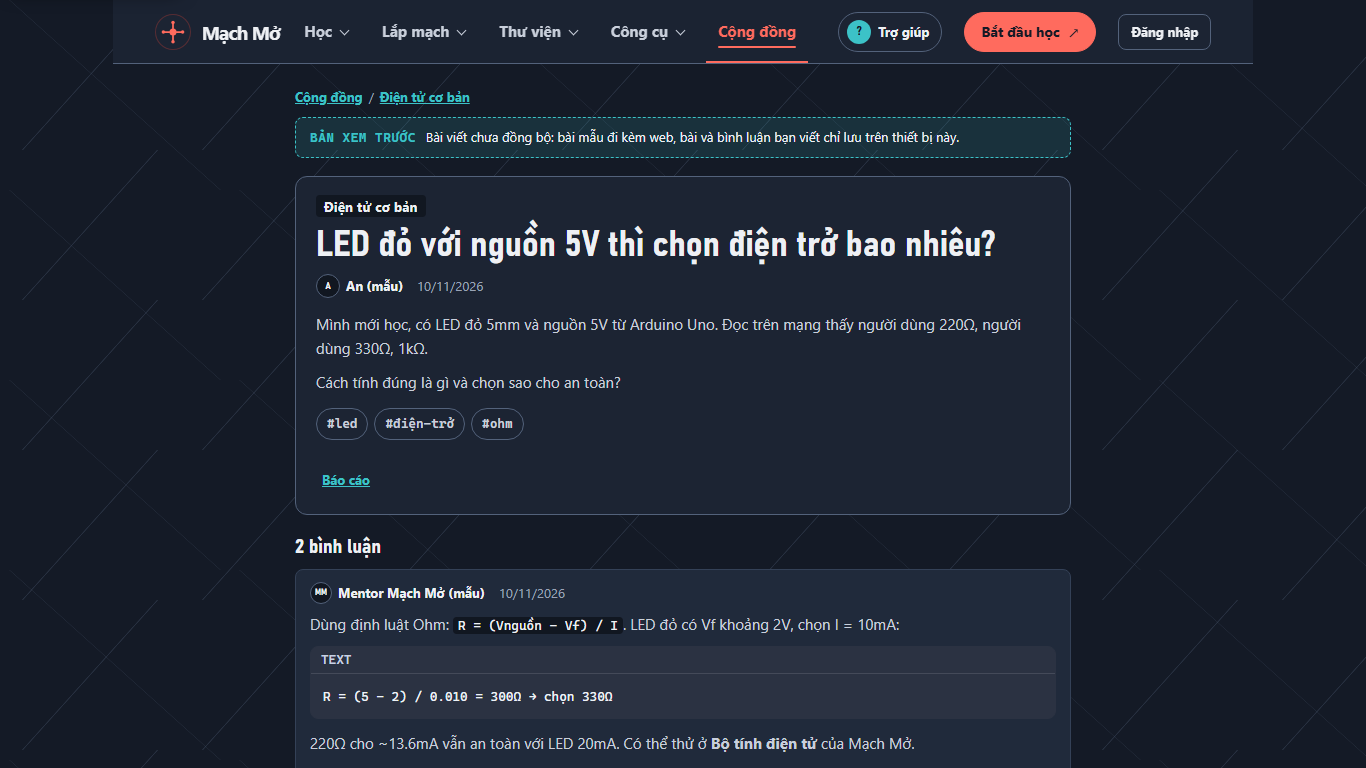 Mạch Mở Học Lắp mạch Thư viện Công cụ Cộng đồng ? Trợ giúp Bắt đầu học ↗ Đăng nhập
Cộng đồng / Điện tử cơ bản
BẢN XEM TRƯỚC Bài viết chưa đồng bộ: bài mẫu đi kèm web, bài và bình luận bạn viết chỉ lưu trên thiết bị này.
Điện tử cơ bản
LED đỏ với nguồn 5V thì chọn điện trở bao nhiêu?
A An (mẫu) 10/11/2026
Mình mới học, có LED đỏ 5mm và nguồn 5V từ Arduino Uno. Đọc trên mạng thấy người dùng 220Ω, người
dùng 330Ω, 1kΩ.
Cách tính đúng là gì và chọn sao cho an toàn?
#led #điện-trở #ohm
Báo cáo
2 bình luận
MM Mentor Mạch Mở (mẫu) 10/11/2026
Dùng định luật Ohm: R = (Vnguồn - Vf) / I. LED đỏ có Vf khoảng 2V, chọn I = 10mA:
TEXT
R = (5 - 2) / 0.010 = 300Ω → chọn 330Ω
220Ω cho ~13.6mA vẫn an toàn với LED 20mA. Có thể thử ở Bộ tính điện tử của Mạch Mở.